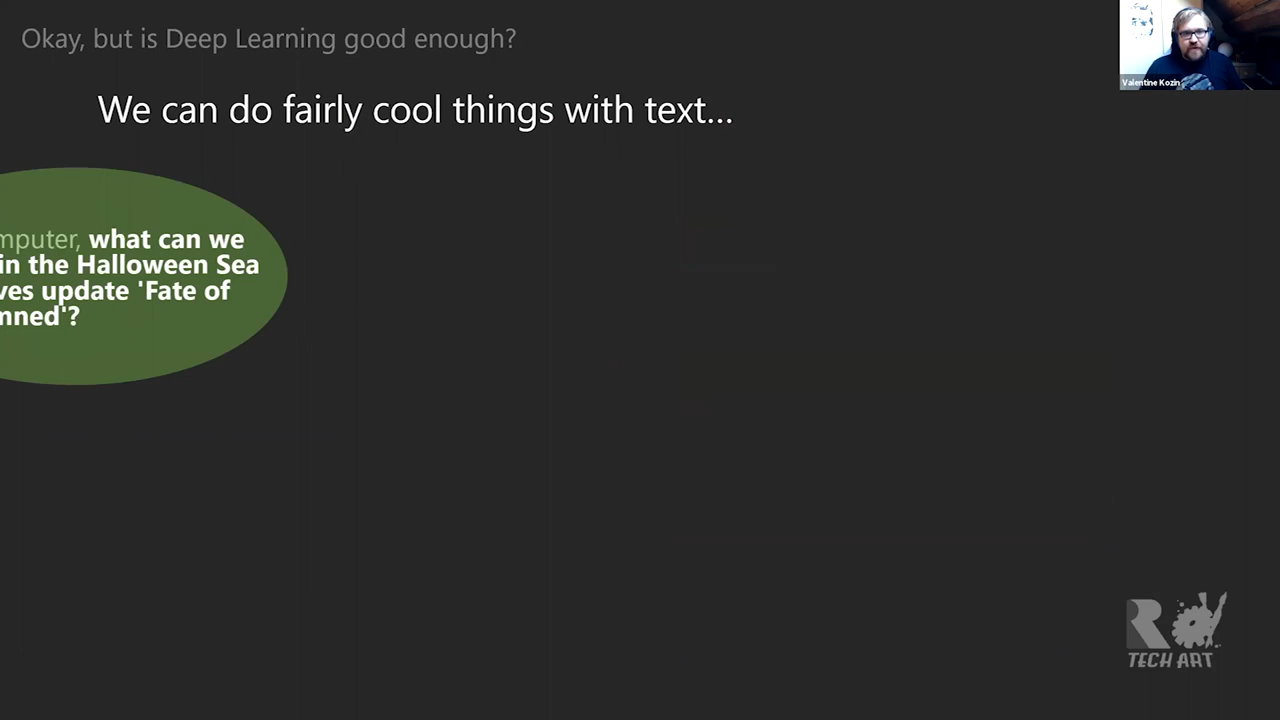 Okay, but is Deep Learning good enough?
Valentine Kozin
We can do fairly cool things with text...
mputer, what can we
in the Halloween Sea
ves update 'Fate of
mned'?
R
TECH ART